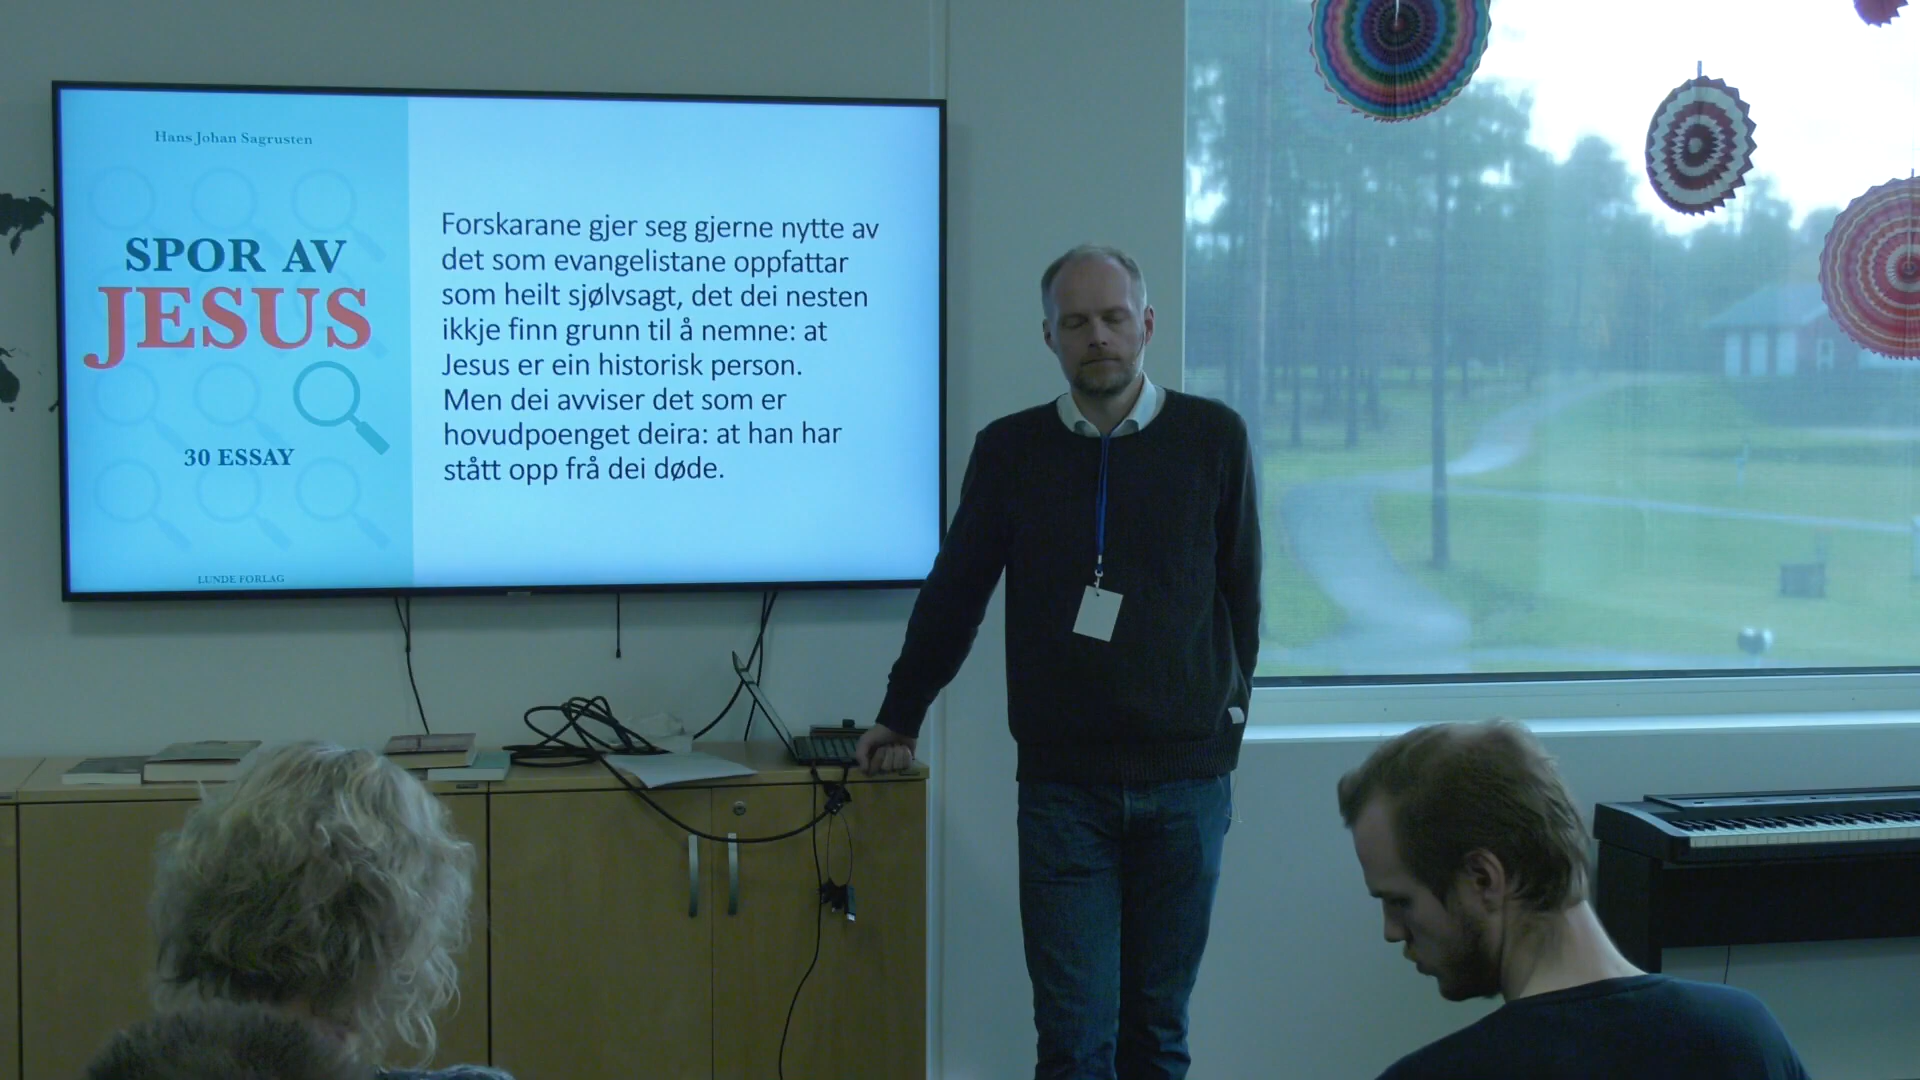 Hans Johan Sagrusten
SPOR AV
JESUS
30 ESSAY
LUNDE FORLAG
Forskarane gjer seg gjerne nytte av
det som evangelistane oppfattar
som heilt sjølvsagt, det dei nesten
ikkje finn grunn til å nemne: at
Jesus er ein historisk person.
Men dei avviser det som er
hovudpoenget deira: at han har
stått opp frå dei døde.